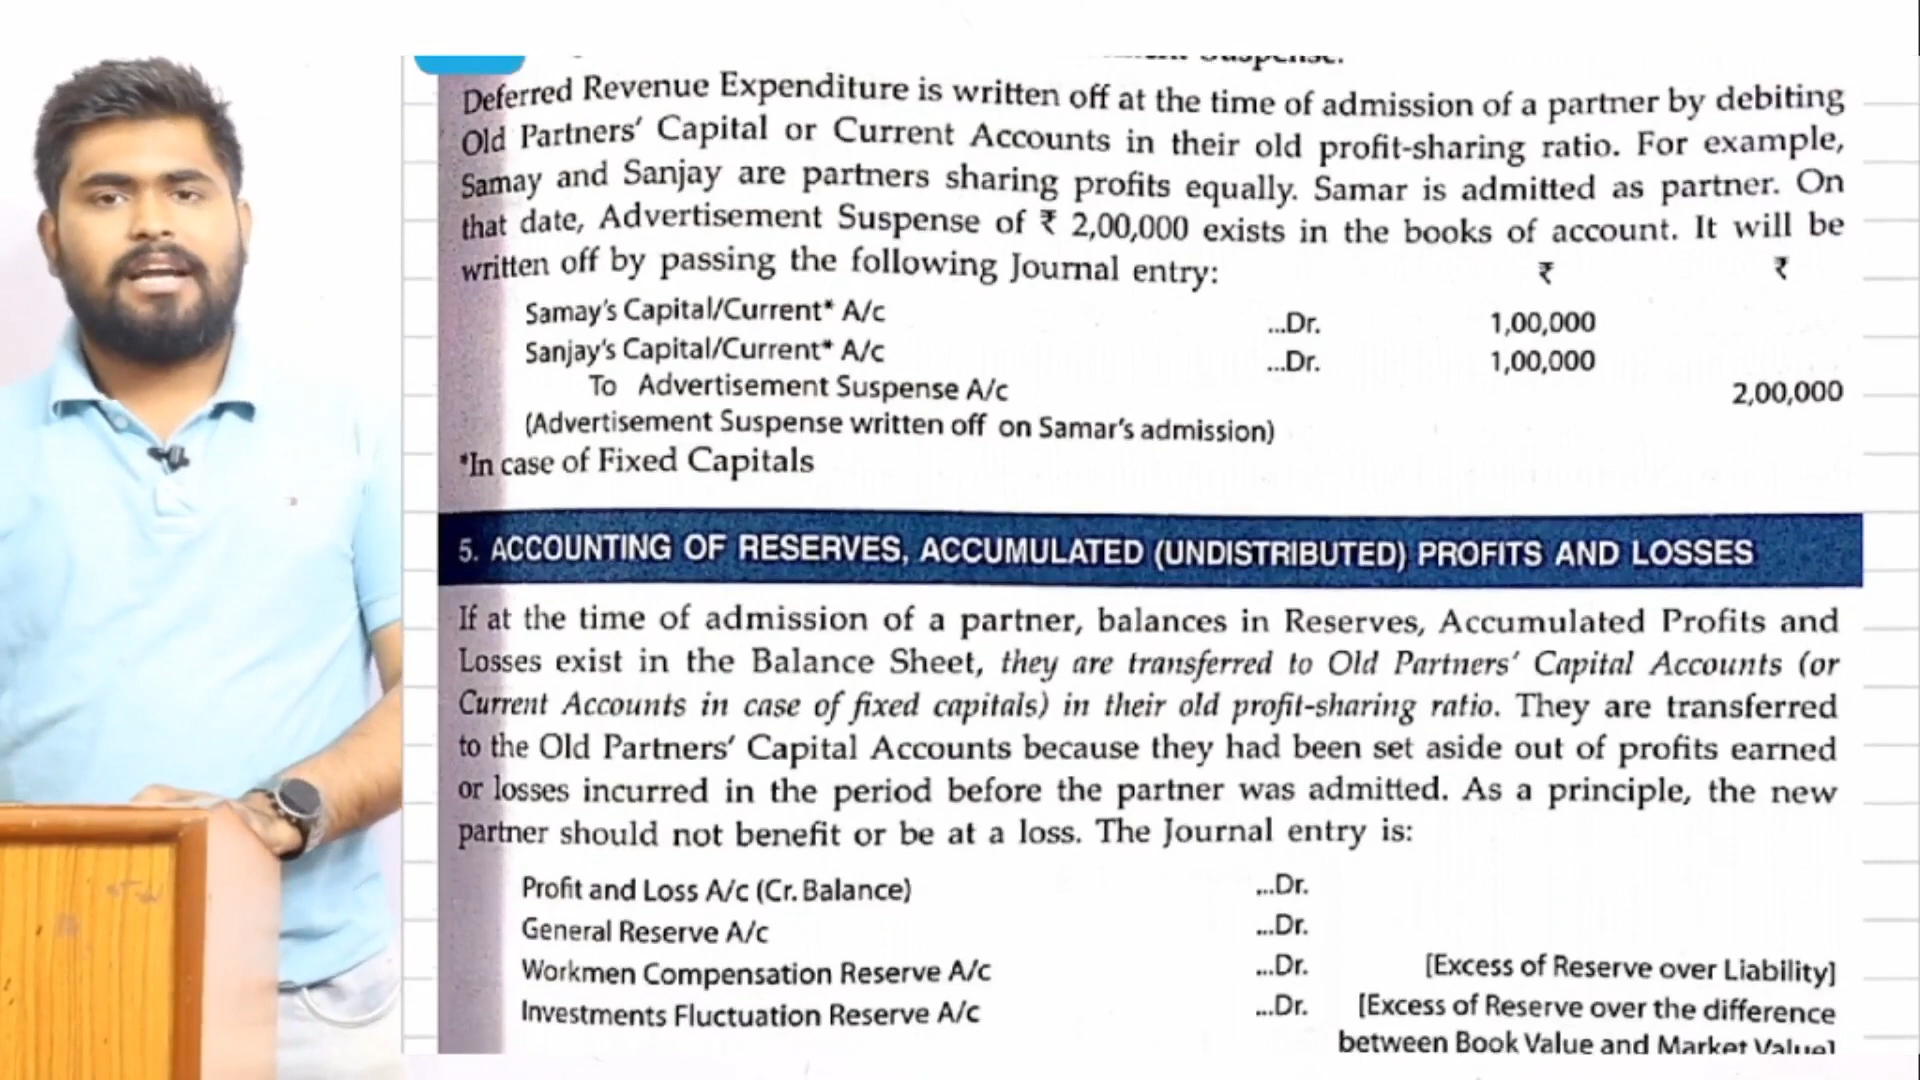 Suspense.
Deferred Revenue Expenditure is written off at the time of admission of a partner by debiting
Old Partners' Capital or Current Accounts in their old profit-sharing ratio. For example,
Samay and Sanjay are partners sharing profits equally. Samar is admitted as partner. On
that date, Advertisement Suspense of ₹ 2,00,000 exists in the books of account. It will be
written off by passing the following Journal entry: ₹ ₹
Samay's Capital/Current* A/c ...Dr. 1,00,000
Sanjay's Capital/Current* A/c ...Dr. 1,00,000
To Advertisement Suspense A/c 2,00,000
(Advertisement Suspense written off on Samar's admission)
*In case of Fixed Capitals
5. ACCOUNTING OF RESERVES, ACCUMULATED (UNDISTRIBUTED) PROFITS AND LOSSES
If at the time of admission of a partner, balances in Reserves, Accumulated Profits and
Losses exist in the Balance Sheet, they are transferred to Old Partners' Capital Accounts (or
Current Accounts in case of fixed capitals) in their old profit-sharing ratio. They are transferred
to the Old Partners' Capital Accounts because they had been set aside out of profits earned
or losses incurred in the period before the partner was admitted. As a principle, the new
partner should not benefit or be at a loss. The Journal entry is:
Profit and Loss A/c (Cr. Balance) ...Dr.
General Reserve A/c ...Dr.
Workmen Compensation Reserve A/c ...Dr. [Excess of Reserve over Liability]
Investments Fluctuation Reserve A/c ...Dr. [Excess of Reserve over the difference
between Book Value and Market Value]